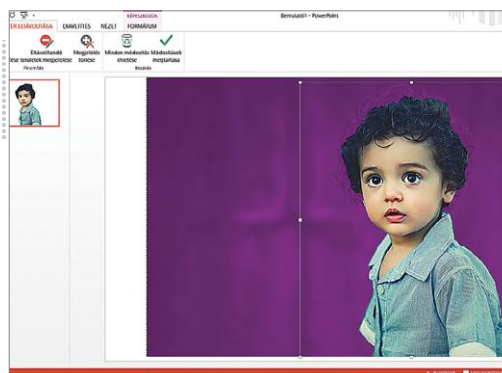 Bemutató1 - PowerPoint
KÉPESZKÖZÖK
ELTÁVOLÍTÁSA ÁTTEKINTÉS NÉZET FORMÁTUM
Eltávolítandó Megjelölés Minden módosítás Módosítások
területek megjelölése törlése elvetése megtartása
Finomítás Bezárás